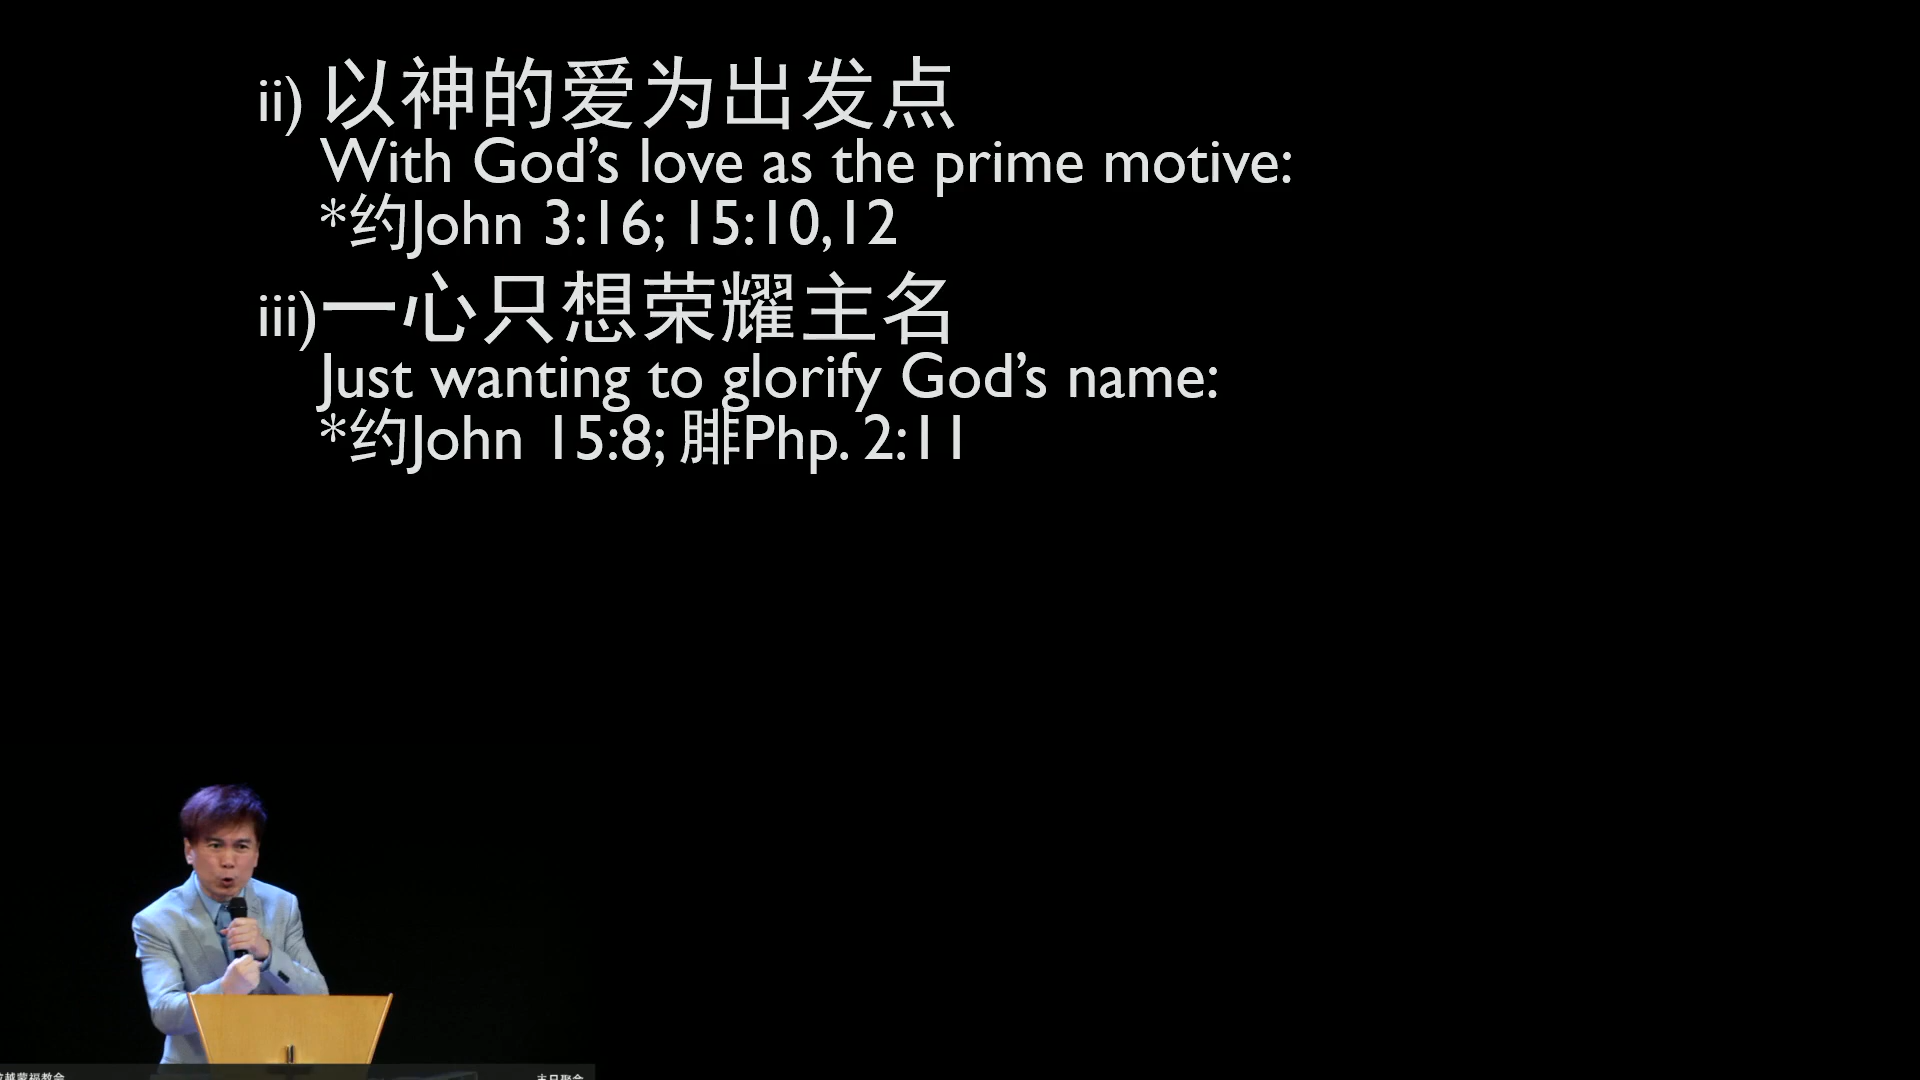 ii) 以神的爱为出发点
With God’s love as the prime motive:
*约John 3:16; 15:10,12
iii)一心只想荣耀主名
Just wanting to glorify God’s name:
*约John 15:8; 腓Php. 2:11